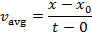 v_avg = (x − x_0)/(t − 0)